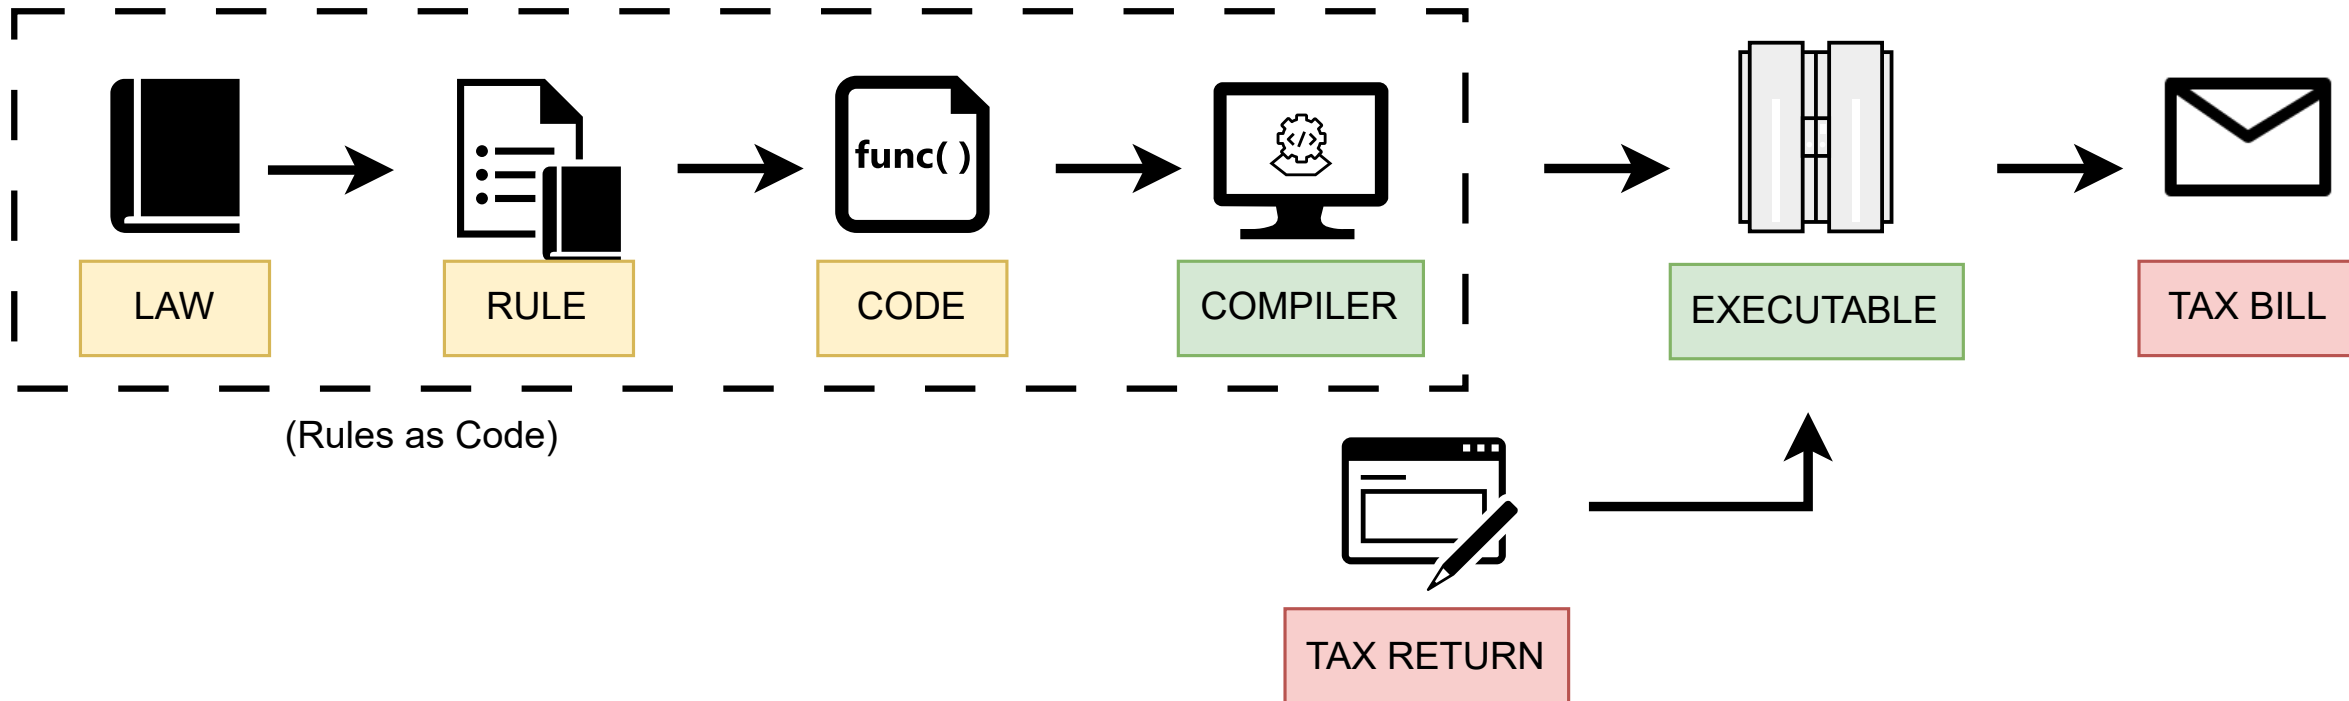 func( )
LAW
RULE
CODE
COMPILER
EXECUTABLE
TAX BILL
(Rules as Code)
TAX RETURN